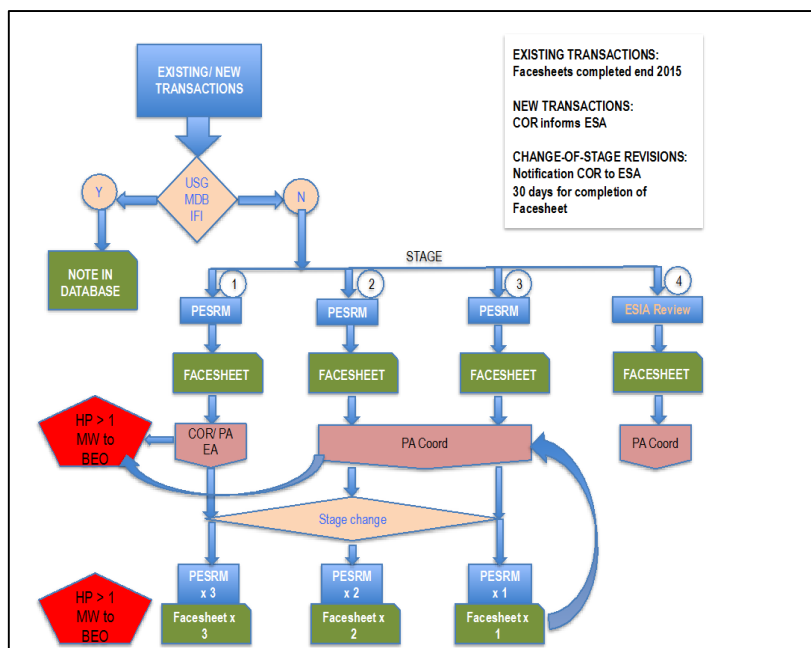 EXISTING/ NEW
TRANSACTIONS
EXISTING TRANSACTIONS:
Facesheets completed end 2015
NEW TRANSACTIONS:
COR informs ESA
CHANGE-OF-STAGE REVISIONS:
Notification COR to ESA
30 days for completion of
Facesheet
USG
MDB
IFI
Y
N
NOTE IN
DATABASE
STAGE
1
2
3
4
PESRM
PESRM
PESRM
ESIA Review
FACESHEET
FACESHEET
FACESHEET
FACESHEET
HP > 1
MW to
BEO
COR/ PA
EA
PA Coord
PA Coord
Stage change
PESRM
x 3
PESRM
x 2
PESRM
x 1
HP > 1
MW to
BEO
Facesheet x
3
Facesheet x
2
Facesheet x
1